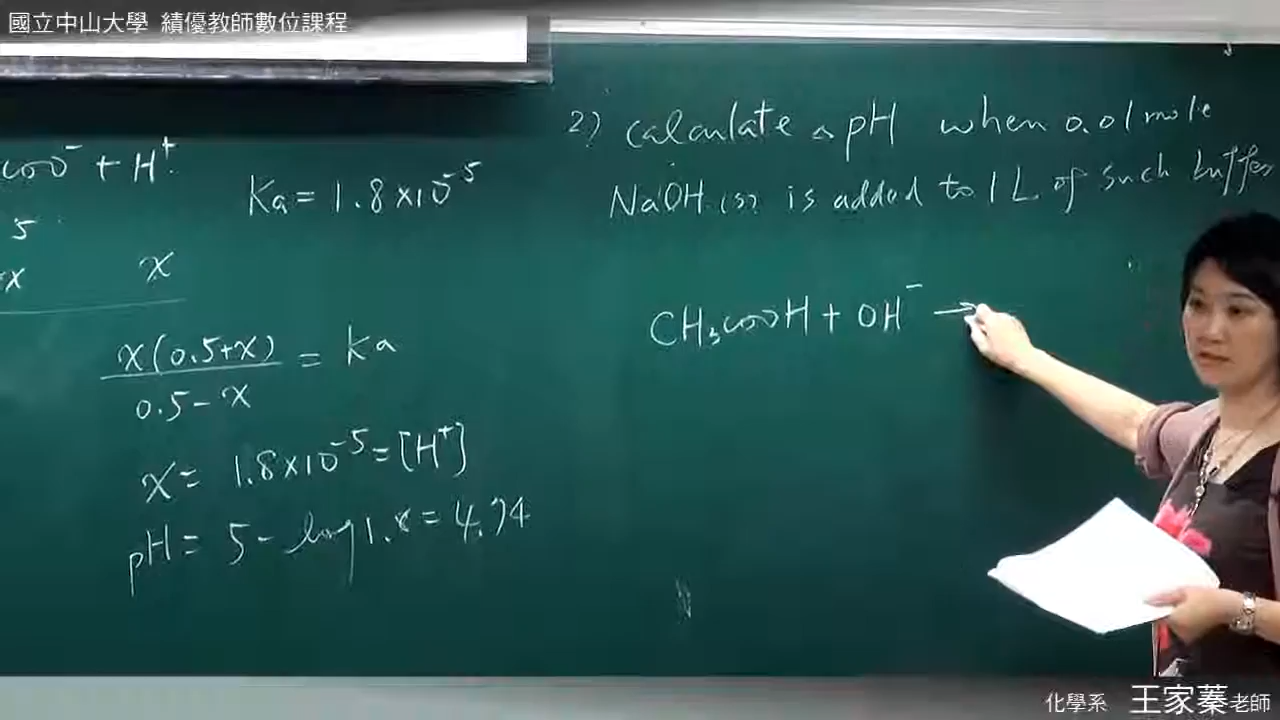 國立中山大學 績優教師數位課程
coo⁻ + H⁺
Ka = 1.8×10⁻⁵
5
+x x
x(0.5+x) / 0.5-x = Ka
x = 1.8×10⁻⁵ = [H⁺]
pH = 5 - log1.8 = 4.74
2) calculate a pH when 0.01 mole
NaOH(s) is added to 1L of such buffer
CH₃COOH + OH⁻ →
化學系 王家蓁老師